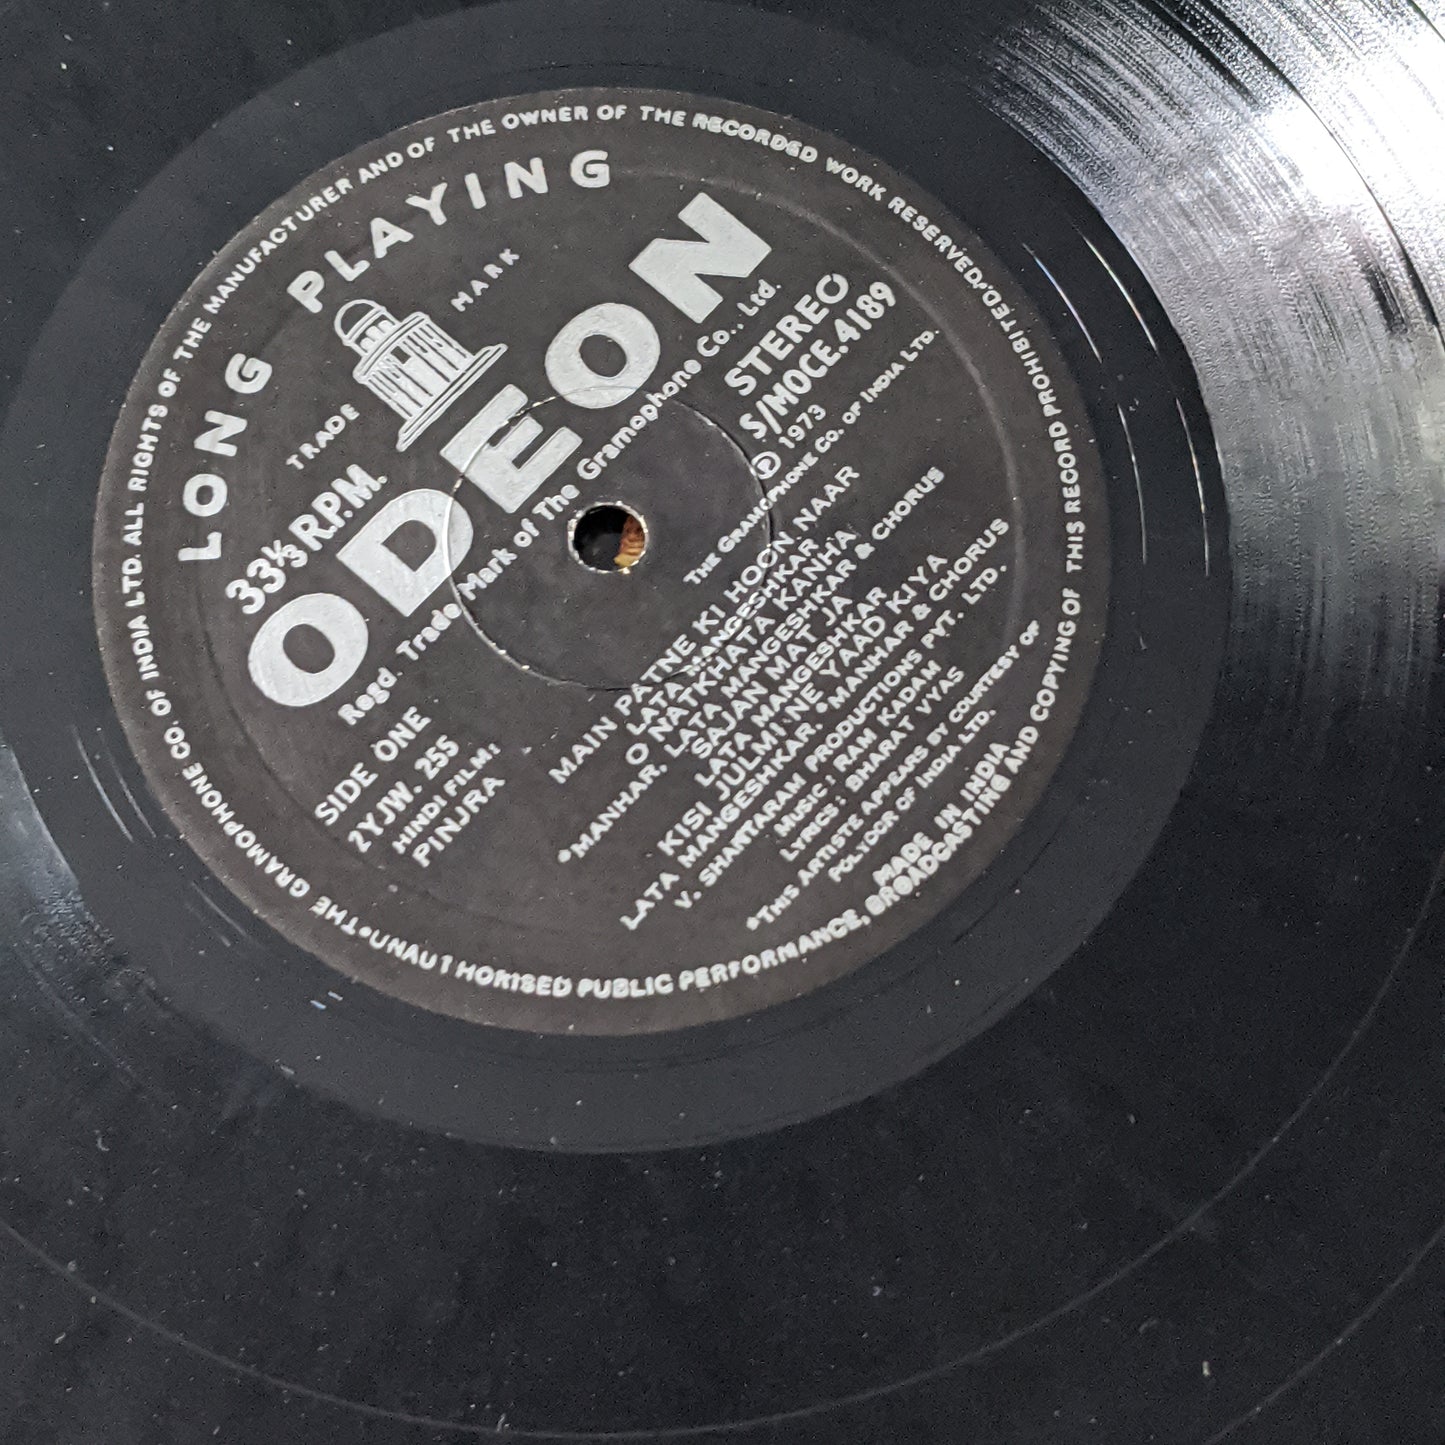 THE GRAMOPHONE CO. OF INDIA LTD. ALL RIGHTS OF THE MANUFACTURER AND OF THE OWNER OF THE RECORDED WORK RESERVED.
LONG PLAYING
TRADE MARK
33⅓ R.P.M.
ODEON
Regd. Trade Mark of The Gramophone Co., Ltd.
STEREO
S/MOCE.4189
Ⓟ 1973
THE GRAMOPHONE CO. OF INDIA LTD.
SIDE ONE
2YJW. 255
HINDI FILM:
PINJRA
MAIN PATNE KI HOON NAAR
LATA MANGESHKAR
O NATKHATA KANHA
*MANHAR, LATA MANGESHKAR & CHORUS
SAJAN MAT JA
LATA MANGESHKAR
KISI JULMI NE YAAD KIYA
LATA MANGESHKAR, *MANHAR & CHORUS
V. SHANTARAM PRODUCTIONS PVT. LTD.
MUSIC: RAM KADAM
LYRICS: BHARAT VYAS
*THIS ARTISTE APPEARS BY COURTESY OF
POLYDOR OF INDIA LTD.
MADE IN INDIA
•UNAUTHORISED PUBLIC PERFORMANCE, BROADCASTING AND COPYING OF THIS RECORD PROHIBITED.•